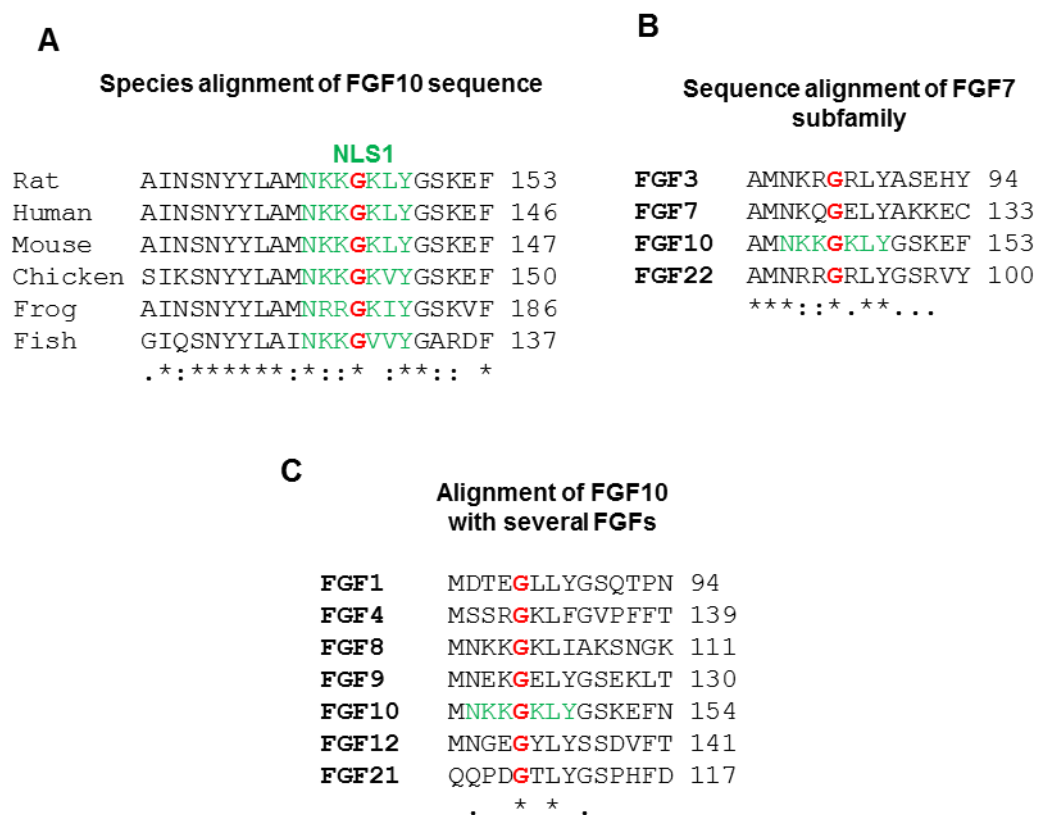 A
Species alignment of FGF10 sequence
NLS1
Rat AINSNYYLAMNKKGKLYGSKEF 153
Human AINSNYYLAMNKKGKLYGSKEF 146
Mouse AINSNYYLAMNKKGKLYGSKEF 147
Chicken SIKSNYYLAMNKKGKVYGSKEF 150
Frog AINSNYYLAMNRRGKIYGSKVF 186
Fish GIQSNYYLAINKKGVVYGARDF 137
.*:******:*::* :**:: *
B
Sequence alignment of FGF7
subfamily
FGF3 AMNKRGRLYASEHY 94
FGF7 AMNKQGELYAKKEC 133
FGF10 AMNKKGKLYGSKEF 153
FGF22 AMNRRGRLYGSRVY 100
***::*.**...
C
Alignment of FGF10
with several FGFs
FGF1 MDTEGLLYGSQTPN 94
FGF4 MSSRGKLFGVPFFT 139
FGF8 MNKKGKLIAKSNGK 111
FGF9 MNEKGELYGSEKLT 130
FGF10 MNKKGKLYGSKEFN 154
FGF12 MNGEGYLYSSDVFT 141
FGF21 QQPDGTLYGSPHFD 117
. * * .